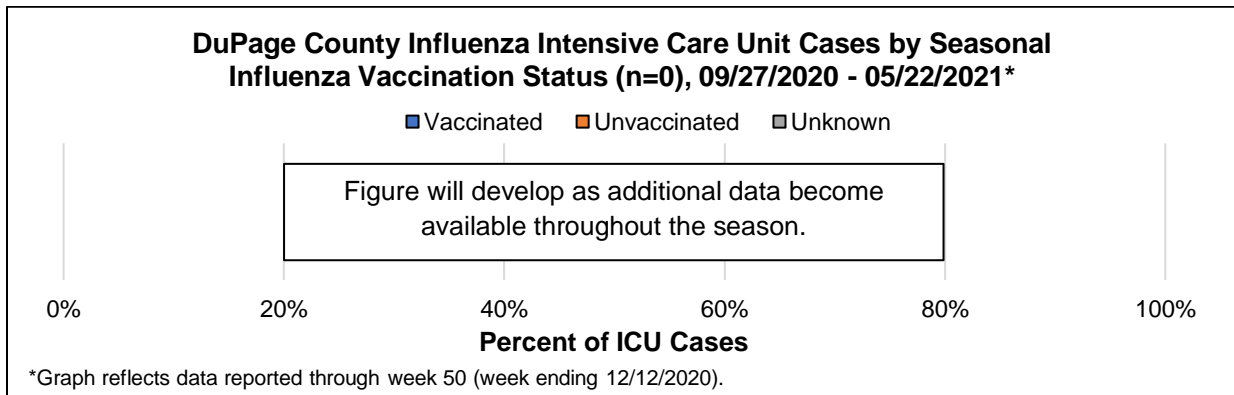 DuPage County Influenza Intensive Care Unit Cases by Seasonal
Influenza Vaccination Status (n=0), 09/27/2020 - 05/22/2021*
Vaccinated Unvaccinated Unknown
Figure will develop as additional data become
available throughout the season.
0% 20% 40% 60% 80% 100%
Percent of ICU Cases
*Graph reflects data reported through week 50 (week ending 12/12/2020).